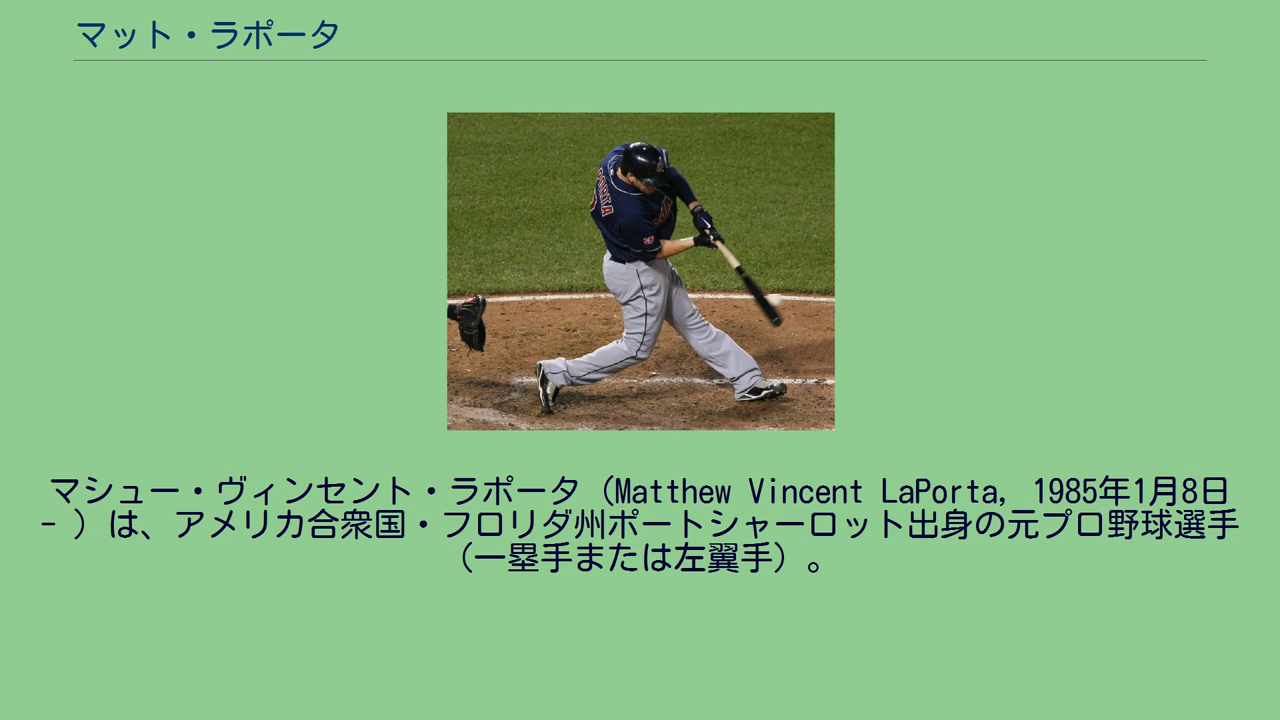 マット・ラポータ
マシュー・ヴィンセント・ラポータ（Matthew Vincent LaPorta, 1985年1月8日
- ）は、アメリカ合衆国・フロリダ州ポートシャーロット出身の元プロ野球選手
（一塁手または左翼手）。